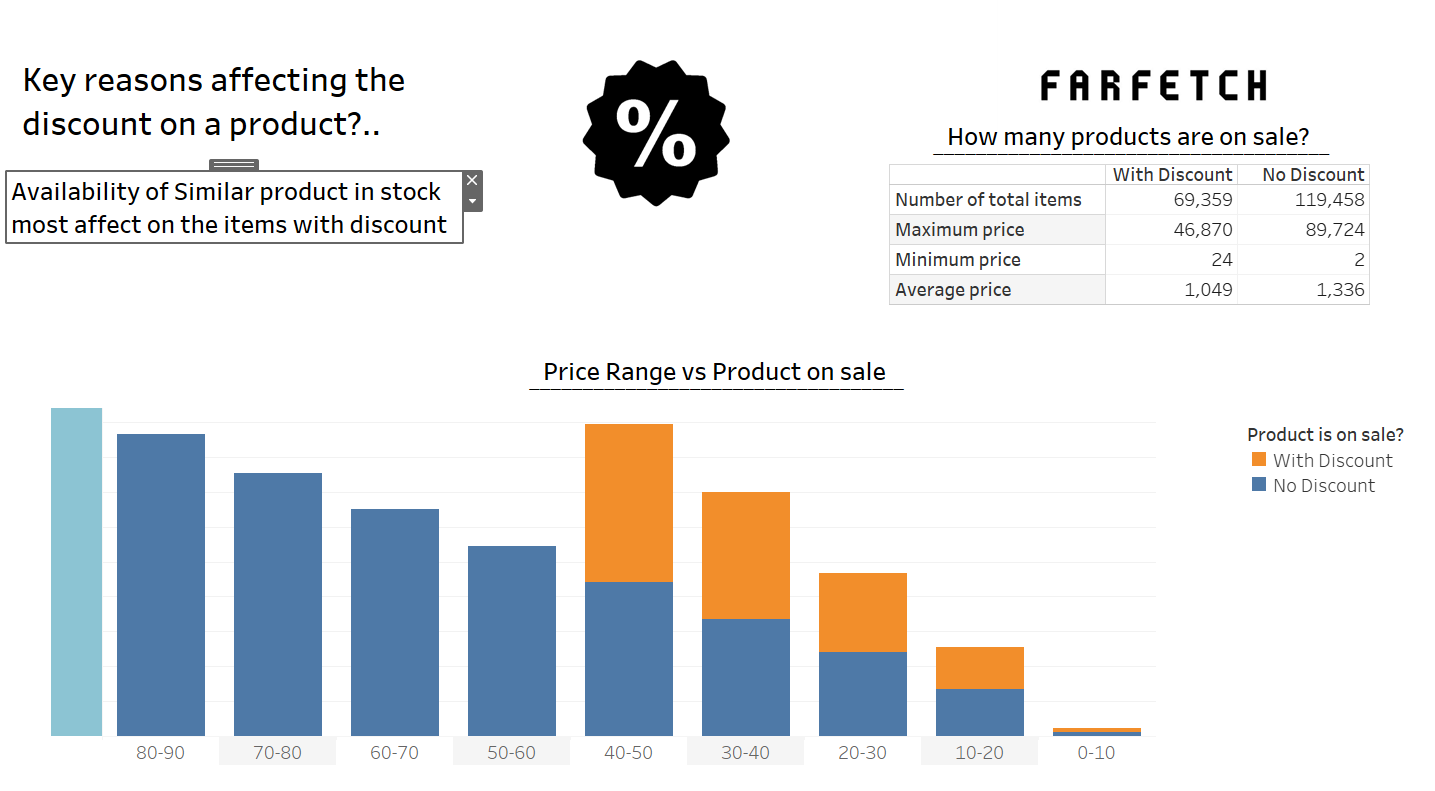 Key reasons affecting the
discount on a product?..
Availability of Similar product in stock
most affect on the items with discount
%
FARFETCH
How many products are on sale?
With Discount No Discount
Number of total items 69,359 119,458
Maximum price 46,870 89,724
Minimum price 24 2
Average price 1,049 1,336
Price Range vs Product on sale
Product is on sale?
With Discount
No Discount
80-90 70-80 60-70 50-60 40-50 30-40 20-30 10-20 0-10